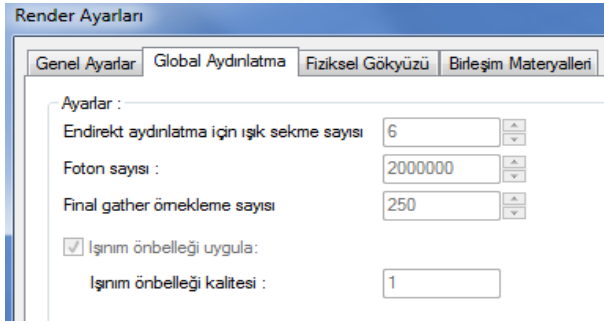 Render Ayarları
Genel Ayarlar Global Aydınlatma Fiziksel Gökyüzü Birleşim Materyalleri
Ayarlar :
Endirekt aydınlatma için ışık sekme sayısı 6
Foton sayısı : 2000000
Final gather örnekleme sayısı 250
Işınım önbelleği uygula:
Işınım önbelleği kalitesi : 1